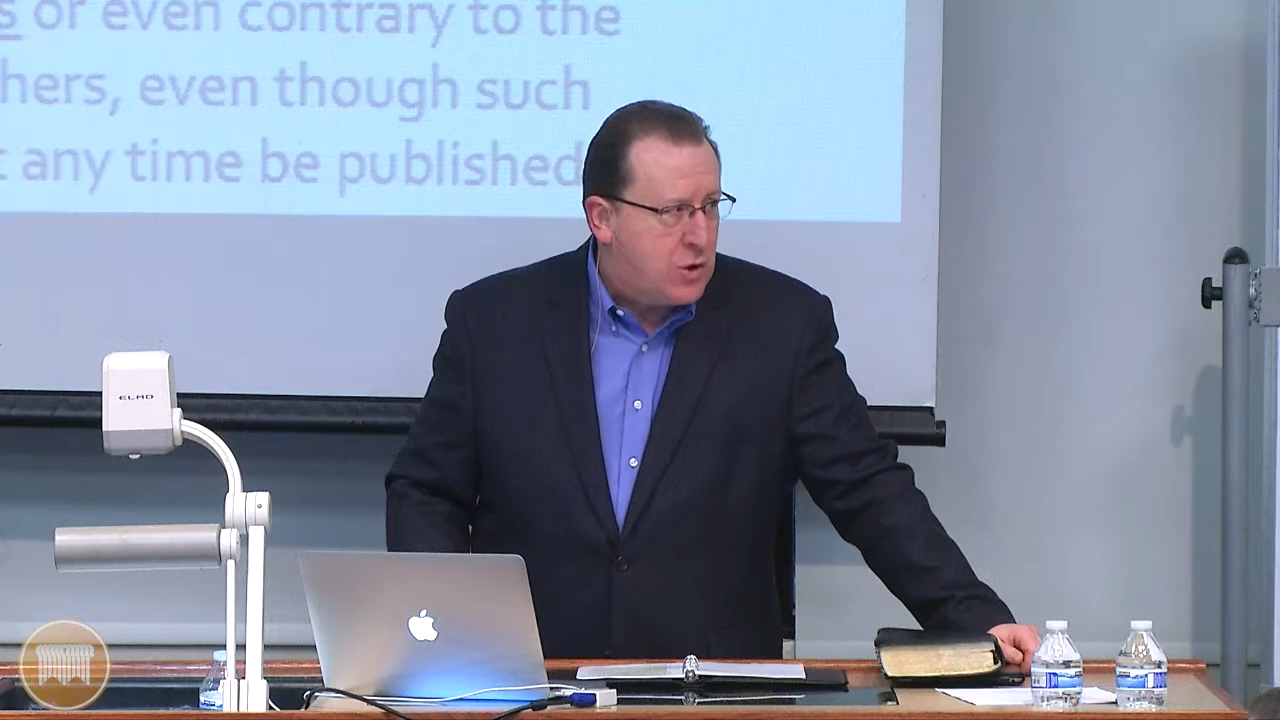 s or even contrary to the
hers, even though such
t any time be published
ELMO